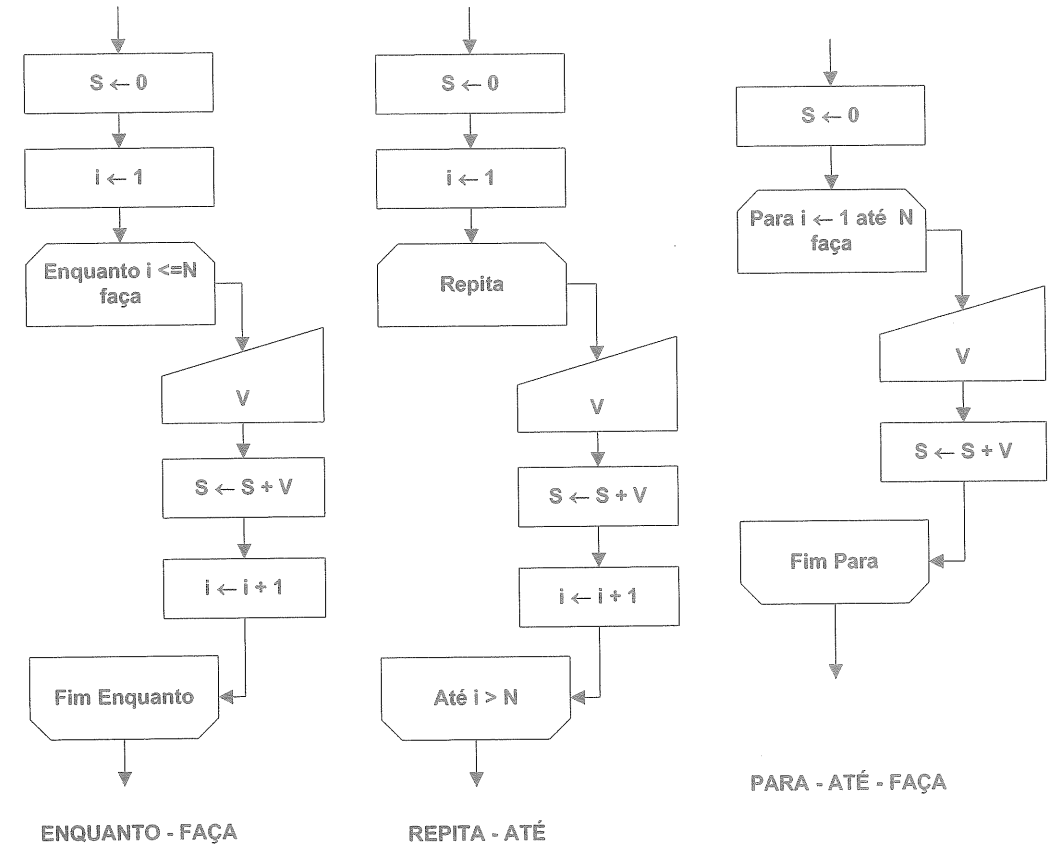 S ← 0
i ← 1
Enquanto i <=N
faça
V
S ← S + V
i ← i + 1
Fim Enquanto
ENQUANTO - FAÇA
S ← 0
i ← 1
Repita
V
S ← S + V
i ← i + 1
Até i > N
REPITA - ATÉ
S ← 0
Para i ← 1 até N
faça
V
S ← S + V
Fim Para
PARA - ATÉ - FAÇA